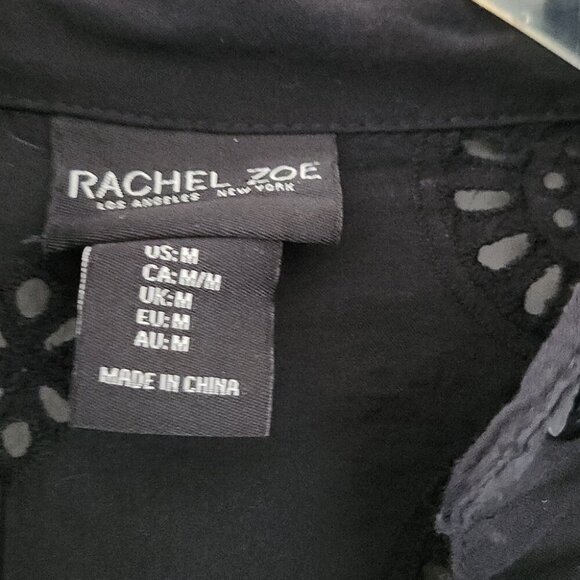 RACHEL ZOE
LOS ANGELES NEW YORK
US:M
CA:M/M
UK:M
EU:M
AU:M
MADE IN CHINA